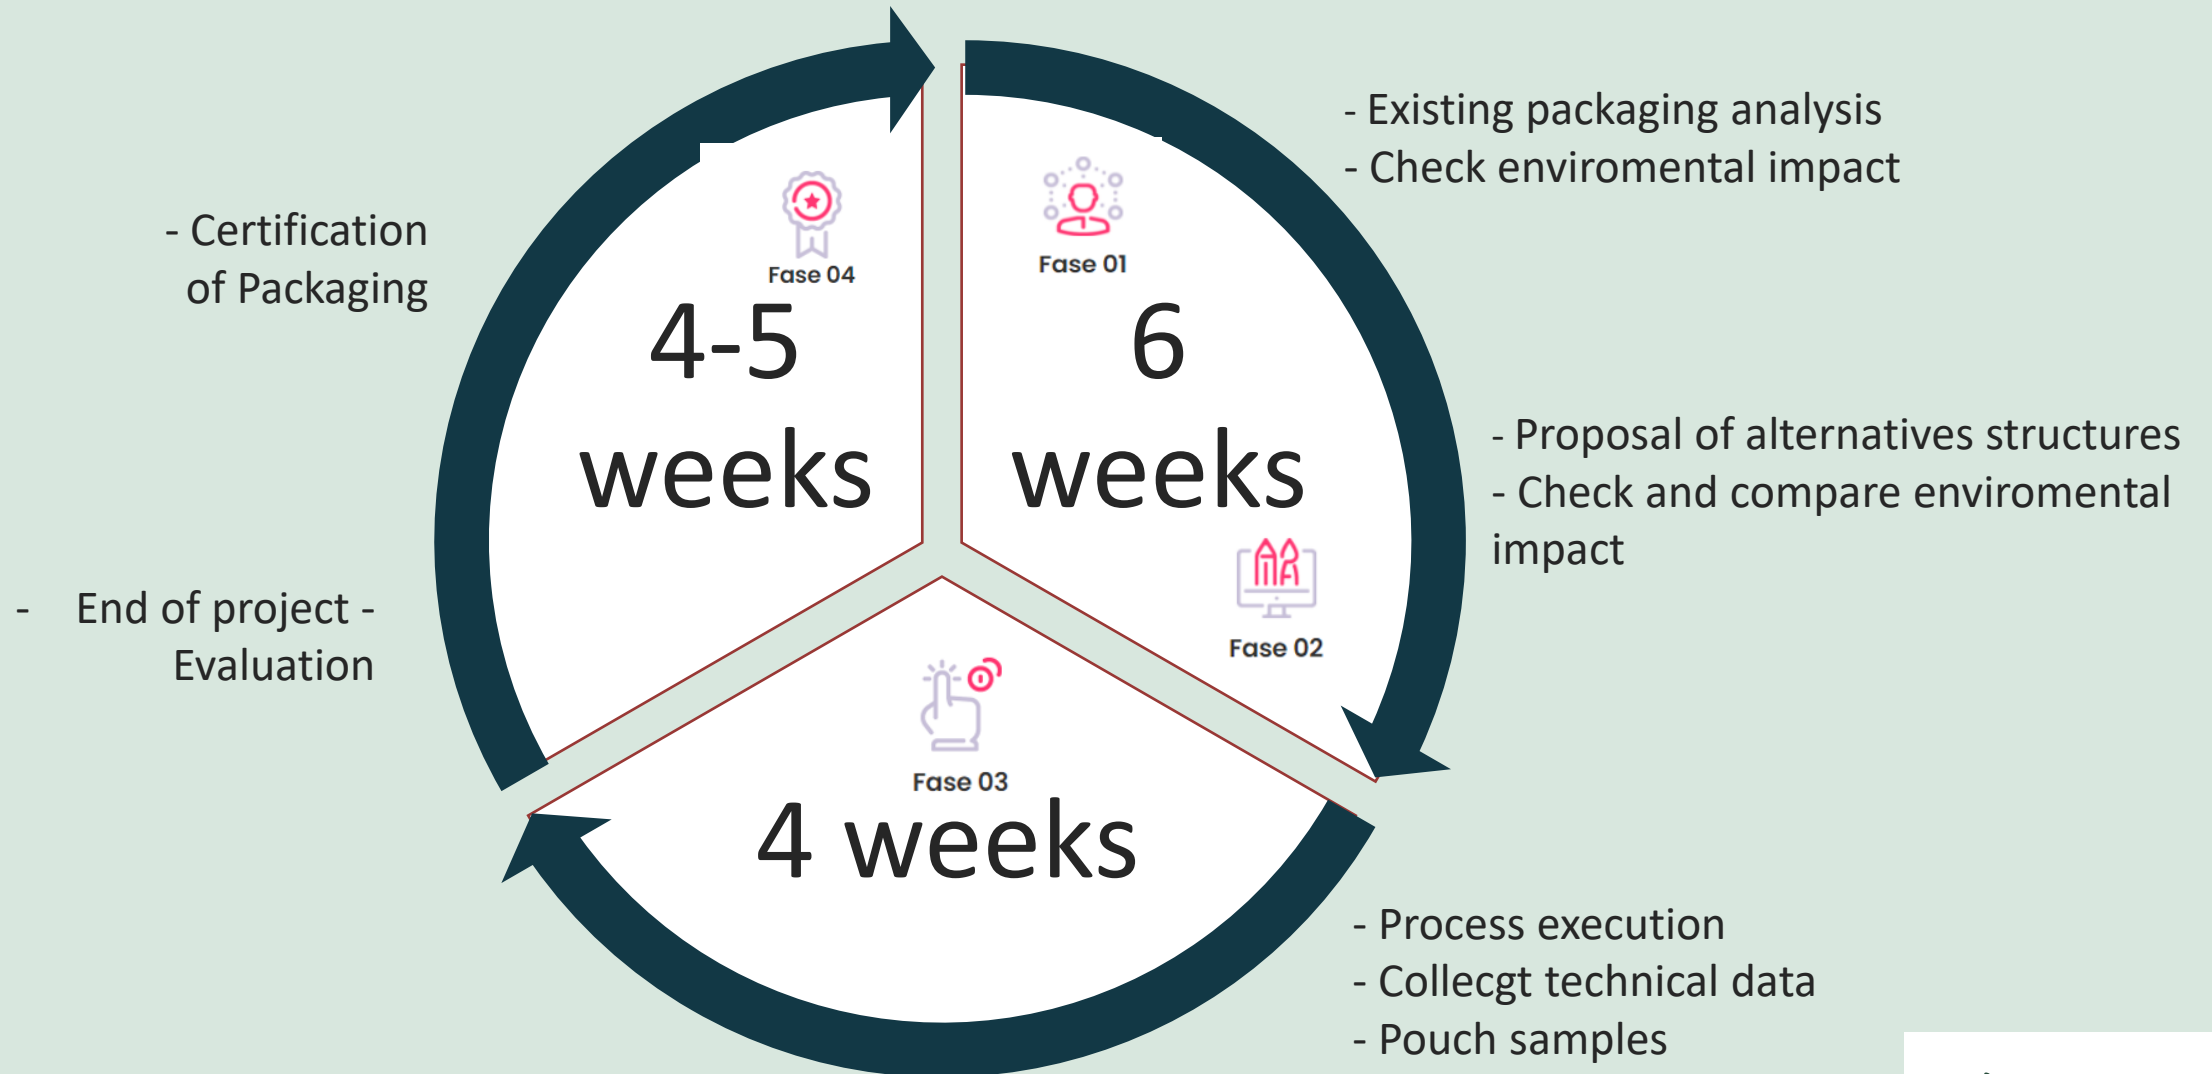 - Existing packaging analysis
- Check enviromental impact
Fase 01
6
weeks
- Proposal of alternatives structures
- Check and compare enviromental
impact
Fase 02
Fase 03
4 weeks
- Process execution
- Collecgt technical data
- Pouch samples
- Certification
of Packaging
Fase 04
4-5
weeks
- End of project -
Evaluation